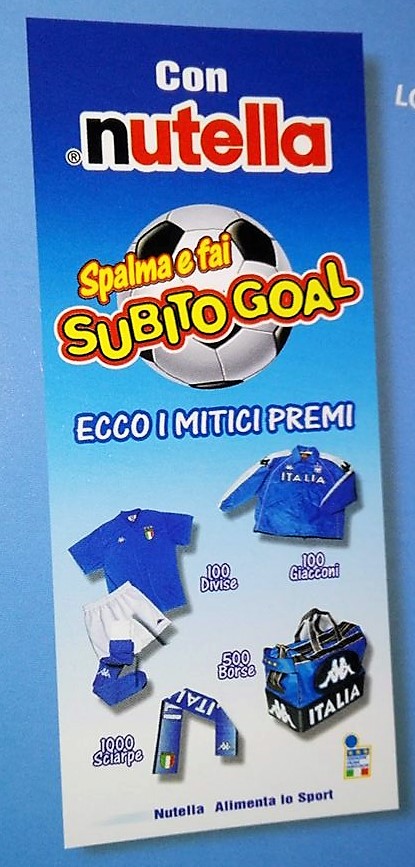 Con
® nutella
Spalma e fai
SUBITO GOAL
ECCO I MITICI PREMI
ITALIA
100
Divise
100
Giacconi
500
Borse
ITALIA
ITALIA
1000
Sciarpe
Nutella Alimenta lo Sport